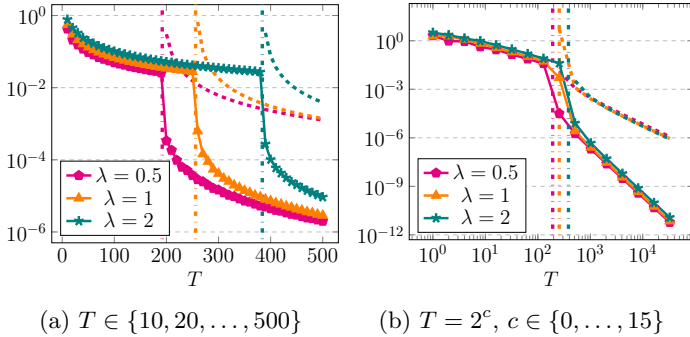 10^0
10^{-2}
10^{-4}
10^{-6}
λ = 0.5
λ = 1
λ = 2
0 100 200 300 400 500
T
(a) T ∈ {10, 20, . . . , 500}
10^0
10^{-3}
10^{-6}
10^{-9}
10^{-12}
λ = 0.5
λ = 1
λ = 2
10^0 10^1 10^2 10^3 10^4
T
(b) T = 2^c, c ∈ {0, . . . , 15}